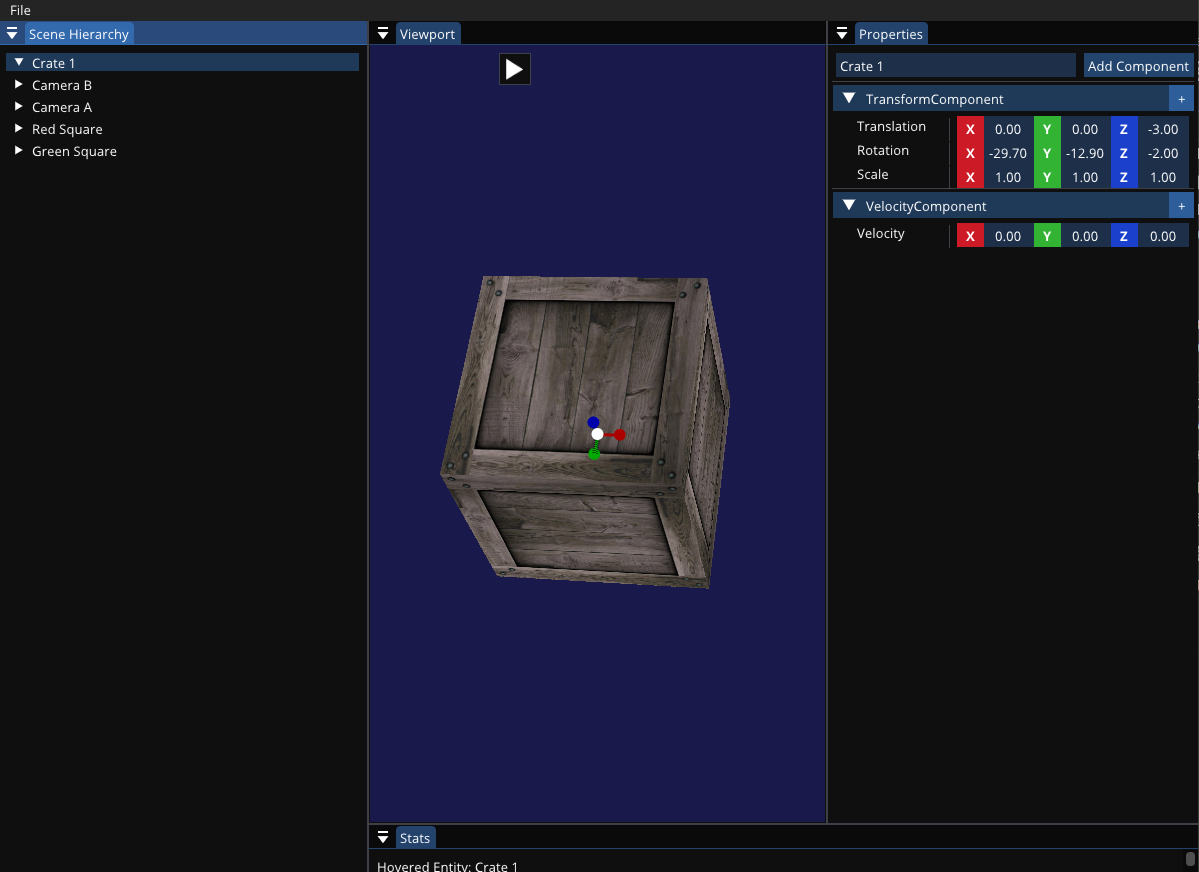 File
Scene Hierarchy
Crate 1
Camera B
Camera A
Red Square
Green Square
Viewport
Properties
Crate 1 Add Component
TransformComponent +
Translation X 0.00 Y 0.00 Z -3.00
Rotation X -29.70 Y -12.90 Z -2.00
Scale X 1.00 Y 1.00 Z 1.00
VelocityComponent +
Velocity X 0.00 Y 0.00 Z 0.00
Stats
Hovered Entity: Crate 1